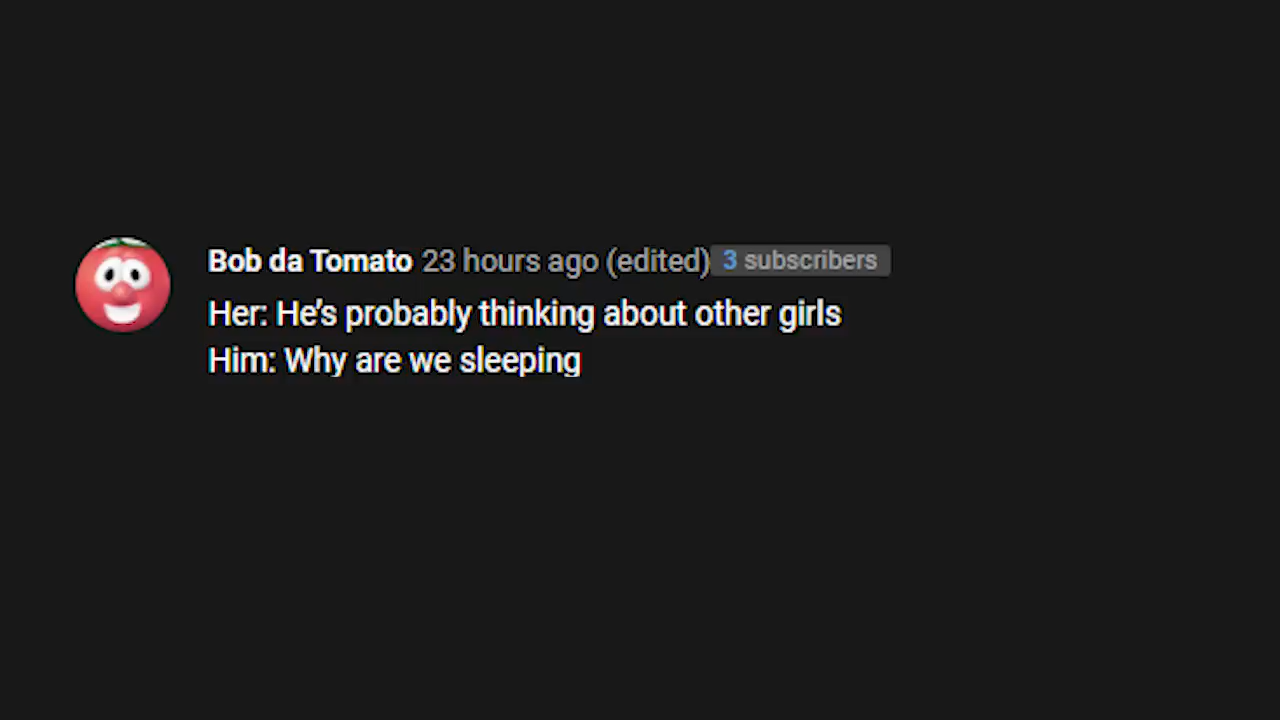 Bob da Tomato 23 hours ago (edited) 3 subscribers
Her: He's probably thinking about other girls
Him: Why are we sleeping